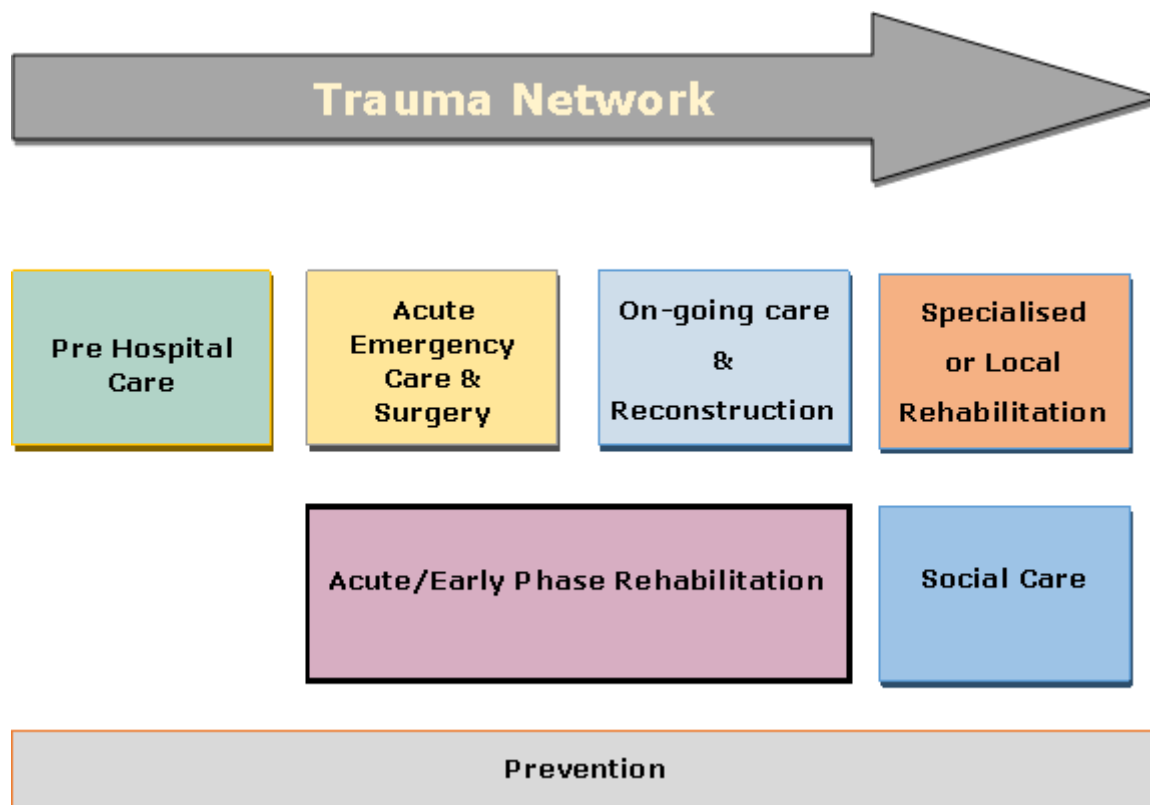 Trauma Network
Pre Hospital
Care
Acute
Emergency
Care &
Surgery
On-going care
&
Reconstruction
Specialised
or Local
Rehabilitation
Acute/Early Phase Rehabilitation
Social Care
Prevention